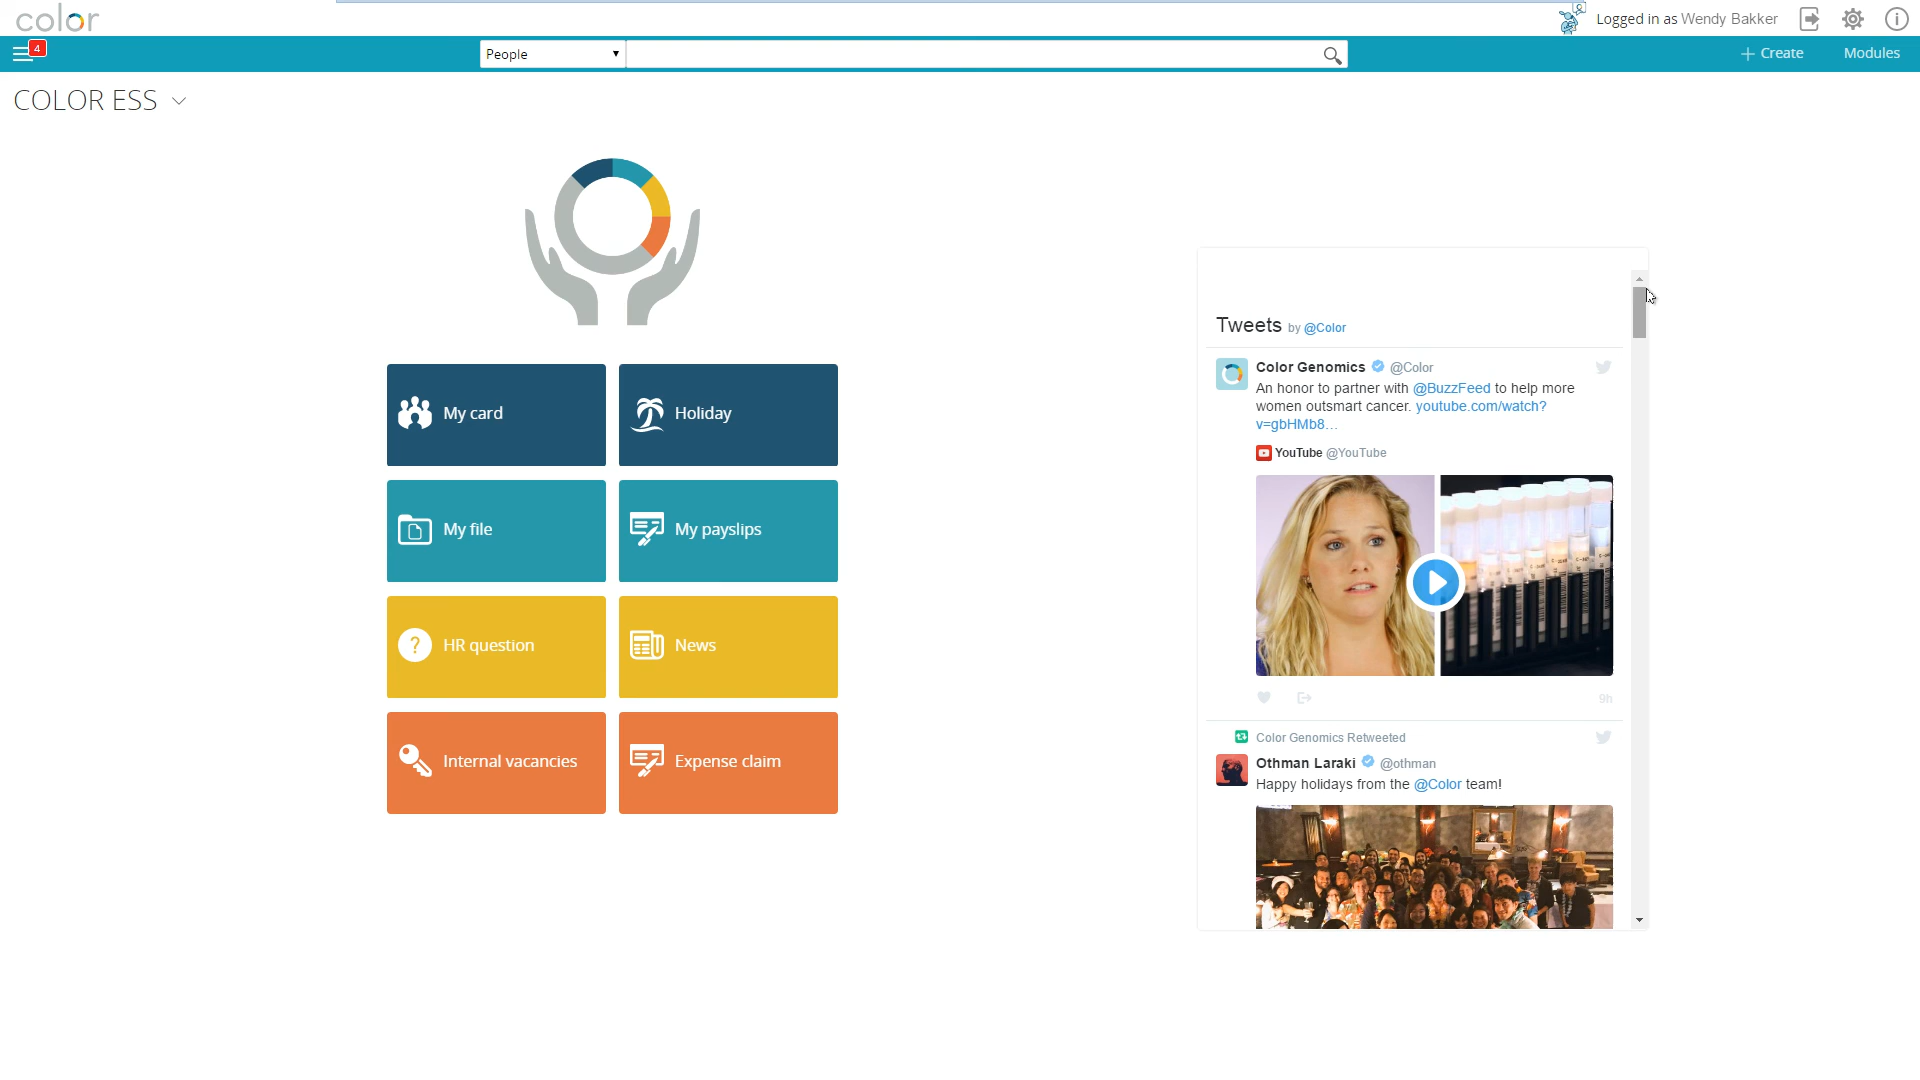 color
Logged in as Wendy Bakker
4
People
Create
Modules
COLOR ESS
My card
Holiday
My file
My payslips
HR question
News
Internal vacancies
Expense claim
Tweets by @Color
Color Genomics @Color
An honor to partner with @BuzzFeed to help more
women outsmart cancer. youtube.com/watch?
v=gbHMb8...
YouTube @YouTube
9h
Color Genomics Retweeted
Othman Laraki @othman
Happy holidays from the @Color team!